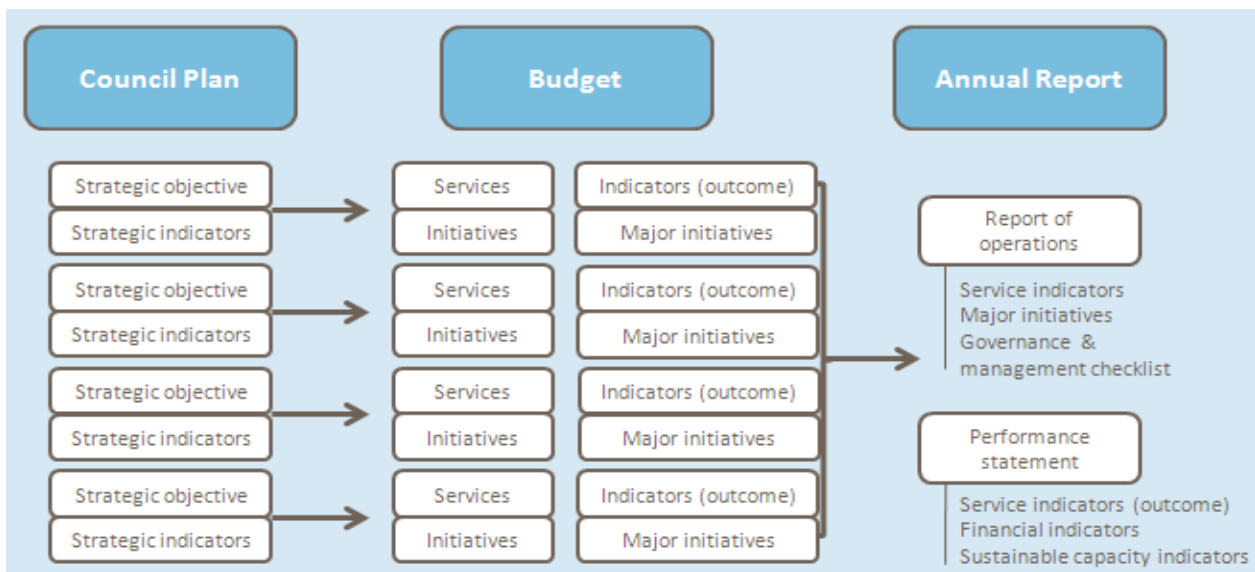 Council Plan
Budget
Annual Report
Strategic objective
Strategic indicators
Services
Initiatives
Indicators (outcome)
Major initiatives
Strategic objective
Strategic indicators
Services
Initiatives
Indicators (outcome)
Major initiatives
Strategic objective
Strategic indicators
Services
Initiatives
Indicators (outcome)
Major initiatives
Strategic objective
Strategic indicators
Services
Initiatives
Indicators (outcome)
Major initiatives
Report of
operations
Service indicators
Major initiatives
Governance &
management checklist
Performance
statement
Service indicators (outcome)
Financial indicators
Sustainable capacity indicators